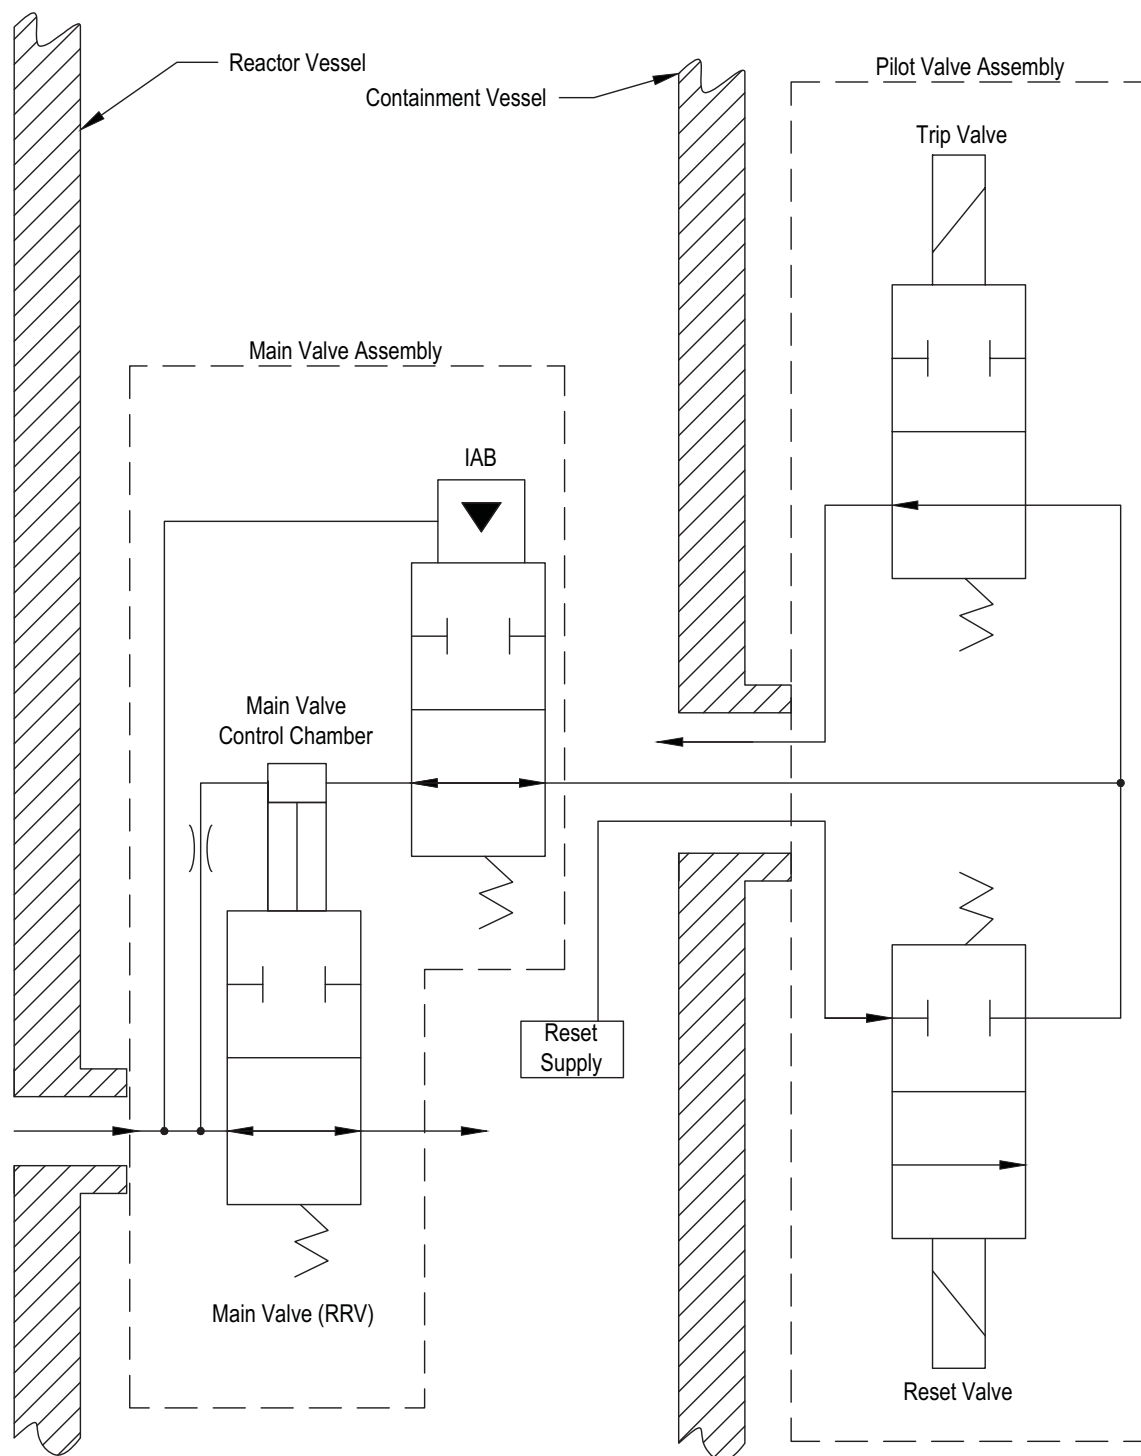 Reactor Vessel
Containment Vessel
Pilot Valve Assembly
Trip Valve
Main Valve Assembly
IAB
Main Valve
Control Chamber
Reset
Supply
Main Valve (RRV)
Reset Valve